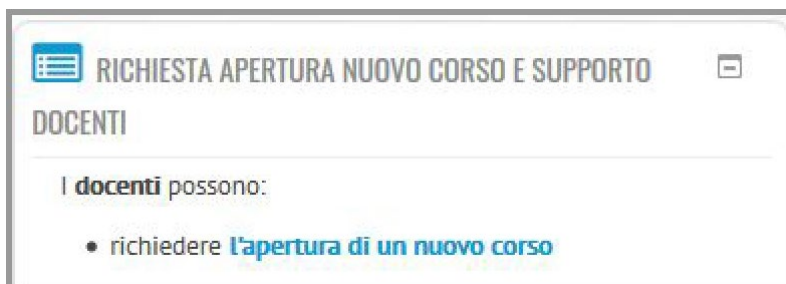 RICHIESTA APERTURA NUOVO CORSO E SUPPORTO
DOCENTI
I docenti possono:
• richiedere l'apertura di un nuovo corso